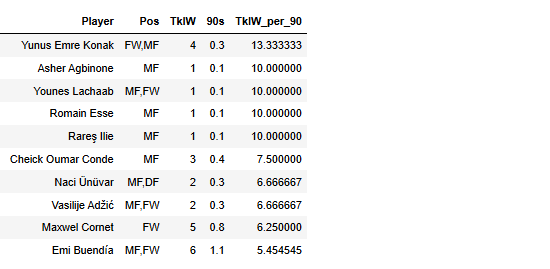 Player Pos TklW 90s TklW_per_90
Yunus Emre Konak FW,MF 4 0.3 13.333333
Asher Agbinone MF 1 0.1 10.000000
Younes Lachaab MF,FW 1 0.1 10.000000
Romain Esse MF 1 0.1 10.000000
Rareş Ilie MF 1 0.1 10.000000
Cheick Oumar Conde MF 3 0.4 7.500000
Naci Ünüvar MF,DF 2 0.3 6.666667
Vasilije Adžić MF,FW 2 0.3 6.666667
Maxwel Cornet FW 5 0.8 6.250000
Emi Buendía MF,FW 6 1.1 5.454545